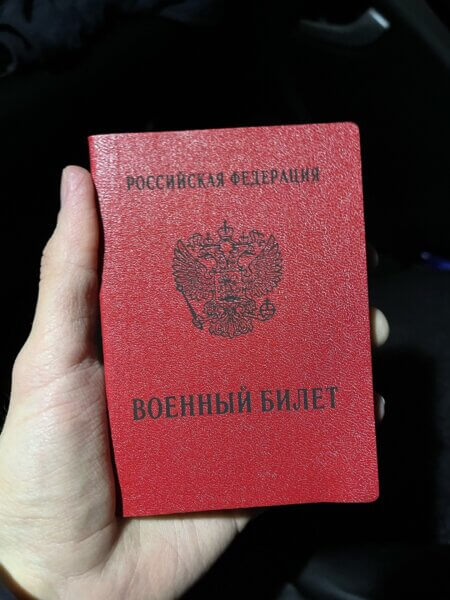 РОССИЙСКАЯ ФЕДЕРАЦИЯ
ВОЕННЫЙ БИЛЕТ